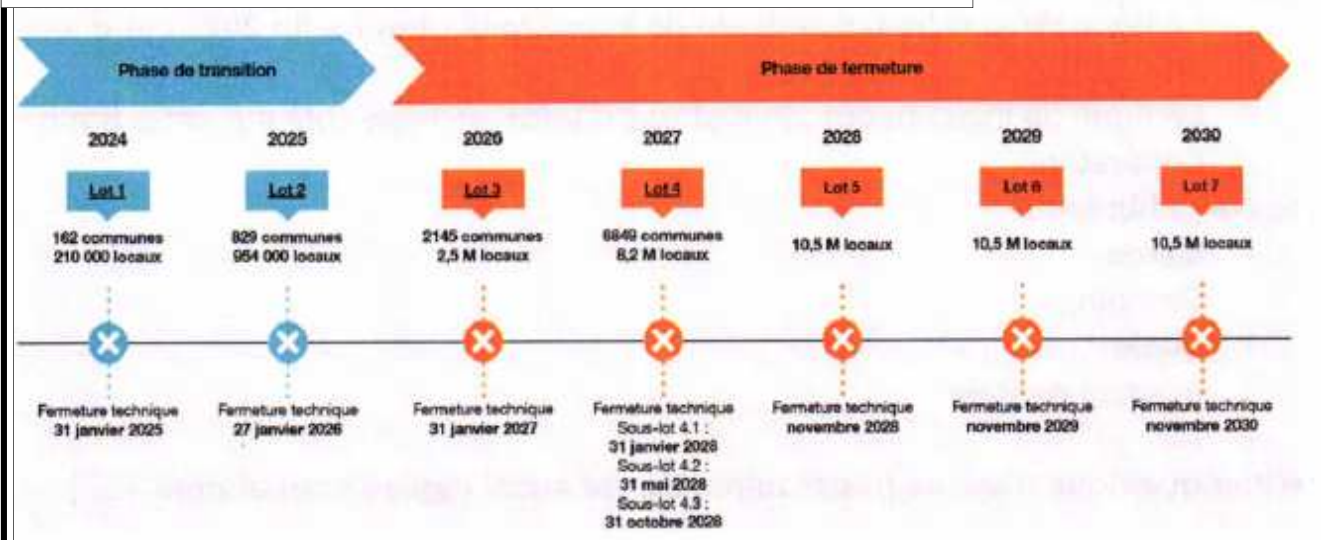 Phase de transition
Phase de fermeture
2024
2025
2026
2027
2028
2029
2030
Lot 1
Lot 2
Lot 3
Lot 4
Lot 5
Lot 6
Lot 7
162 communes
210 000 locaux
829 communes
954 000 locaux
2145 communes
2,5 M locaux
6849 communes
8,2 M locaux
10,5 M locaux
10,5 M locaux
10,5 M locaux
Fermeture technique
31 janvier 2025
Fermeture technique
27 janvier 2026
Fermeture technique
31 janvier 2027
Fermeture technique
Sous-lot 4.1 :
31 janvier 2028
Sous-lot 4.2 :
31 mai 2028
Sous-lot 4.3 :
31 octobre 2028
Fermeture technique
novembre 2028
Fermeture technique
novembre 2029
Fermeture technique
novembre 2030